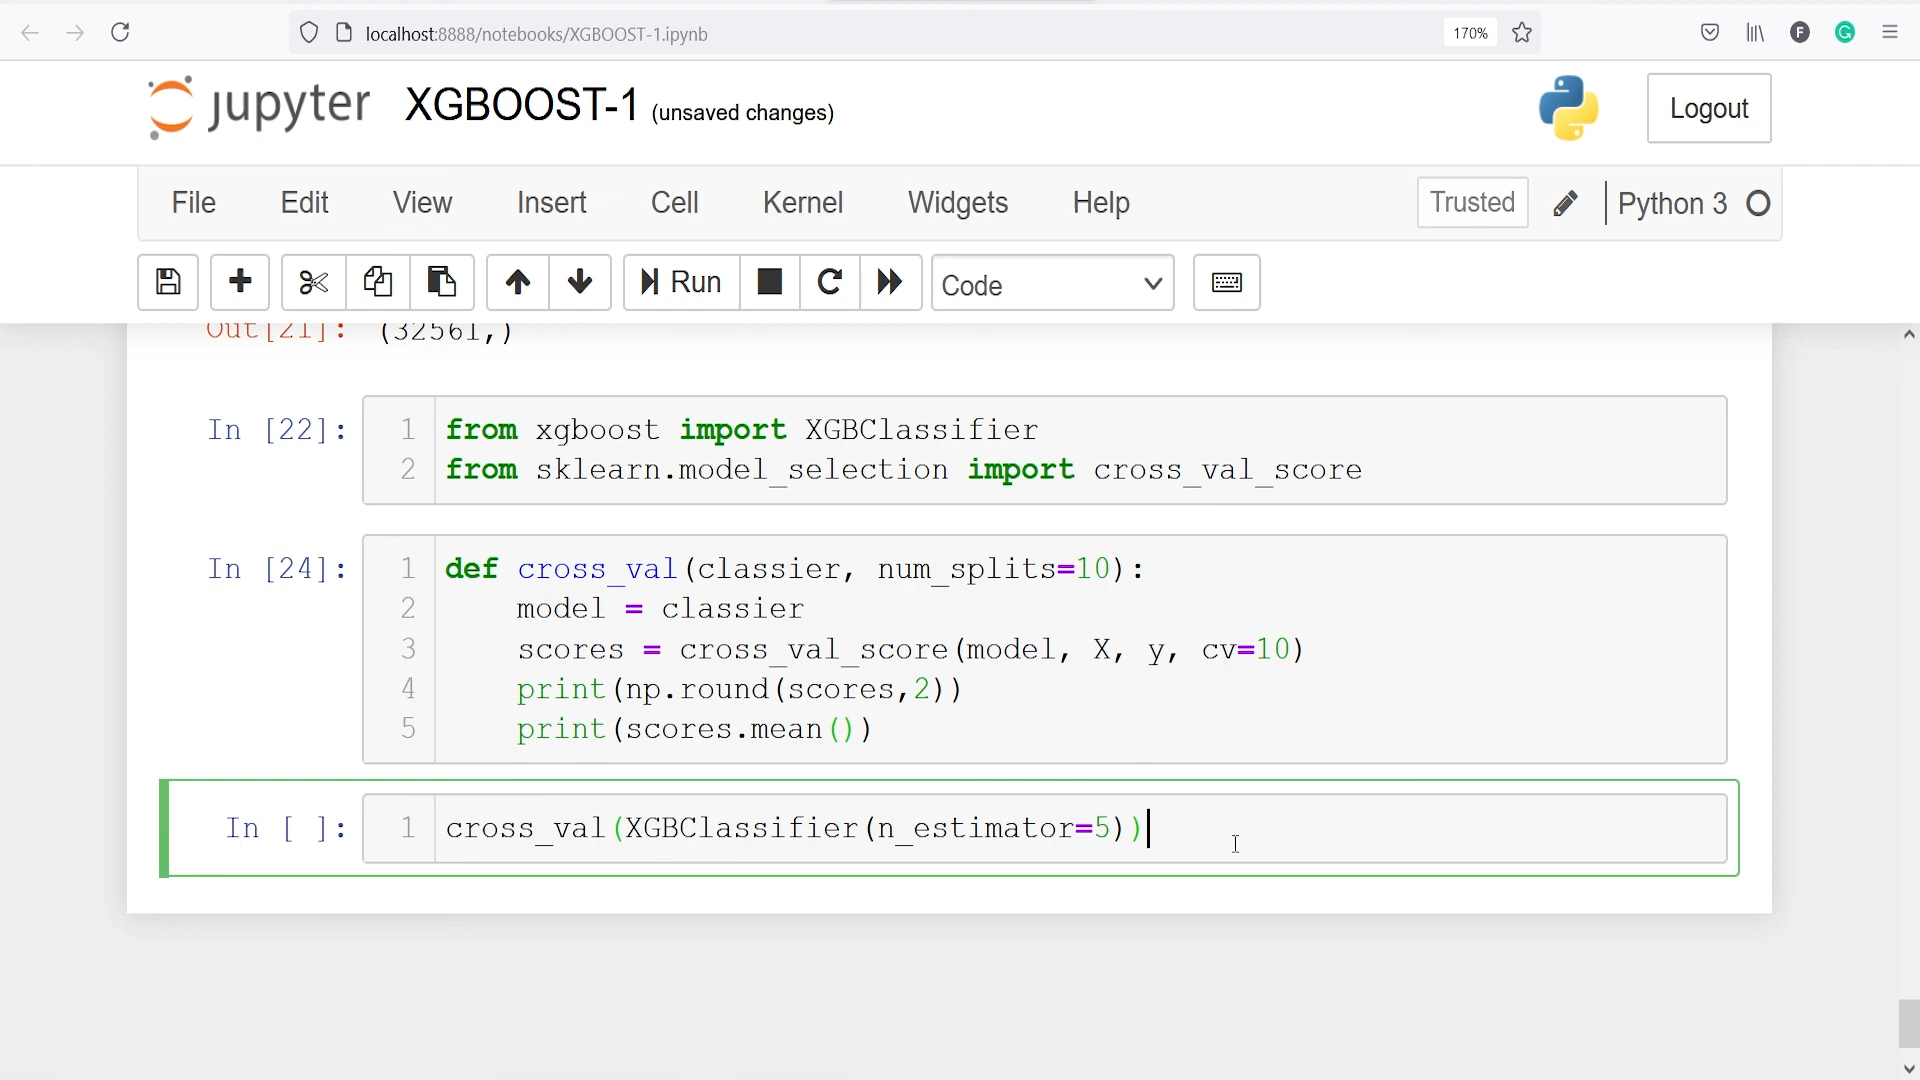 localhost:8888/notebooks/XGBOOST-1.ipynb
170%
F
G
jupyter XGBOOST-1 (unsaved changes)
Logout
File Edit View Insert Cell Kernel Widgets Help
Trusted
Python 3
Run
Code
Out[21]: (32561,)
In [22]:
1 from xgboost import XGBClassifier
2 from sklearn.model_selection import cross_val_score
In [24]:
1 def cross_val(classier, num_splits=10):
2 model = classier
3 scores = cross_val_score(model, X, y, cv=10)
4 print(np.round(scores,2))
5 print(scores.mean())
In [ ]:
1 cross_val(XGBClassifier(n_estimator=5))